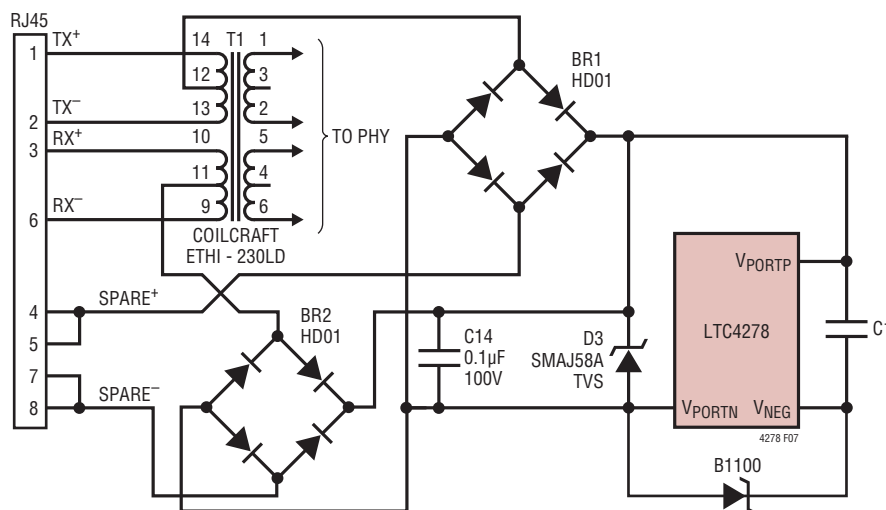 RJ45
1
TX+
2
TX–
3
RX+
6
RX–
4
SPARE+
5
7
8
SPARE–
14
T1
1
12
3
13
2
10
5
11
4
9
6
TO PHY
COILCRAFT
ETHI - 230LD
BR1
HD01
BR2
HD01
C14
0.1µF
100V
D3
SMAJ58A
TVS
VPORTP
LTC4278
VPORTN
VNEG
4278 F07
B1100